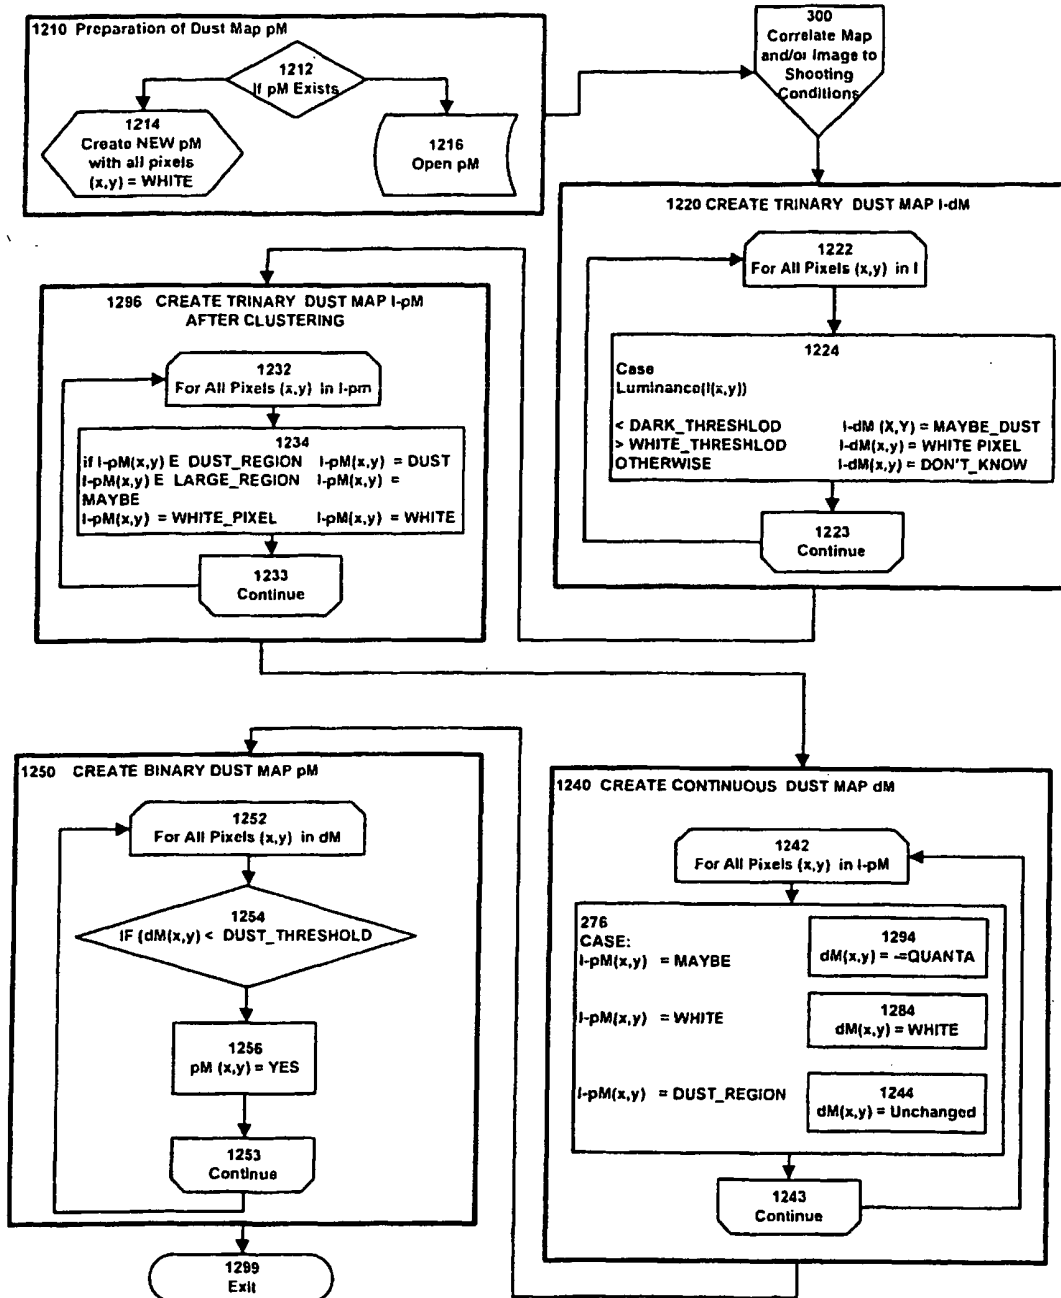 1210 Preparation of Dust Map pM
1212
If pM Exists
1214
Create NEW pM
with all pixels
(x,y) = WHITE
1216
Open pM
300
Correlate Map
and/or Image to
Shooting
Conditions
1220 CREATE TRINARY DUST MAP I-dM
1222
For All Pixels (x,y) in I
1224
Case
Luminance(I(x,y))
< DARK_THRESHLOD I-dM (X,Y) = MAYBE_DUST
> WHITE_THRESHLOD I-dM(x,y) = WHITE PIXEL
OTHERWISE I-dM(x,y) = DON'T_KNOW
1223
Continue
1296 CREATE TRINARY DUST MAP I-pM
AFTER CLUSTERING
1232
For All Pixels (x,y) in I-pm
1234
if I-pM(x,y) E DUST_REGION I-pM(x,y) = DUST
I-pM(x,y) E LARGE_REGION I-pM(x,y) =
MAYBE
I-pM(x,y) = WHITE_PIXEL I-pM(x,y) = WHITE
1233
Continue
1240 CREATE CONTINUOUS DUST MAP dM
1242
For All Pixels (x,y) in I-pM
276
CASE:
I-pM(x,y) = MAYBE
1294
dM(x,y) = -=QUANTA
I-pM(x,y) = WHITE
1284
dM(x,y) = WHITE
I-pM(x,y) = DUST_REGION
1244
dM(x,y) = Unchanged
1243
Continue
1250 CREATE BINARY DUST MAP pM
1252
For All Pixels (x,y) in dM
1254
IF (dM(x,y) < DUST_THRESHOLD
1256
pM (x,y) = YES
1253
Continue
1299
Exit